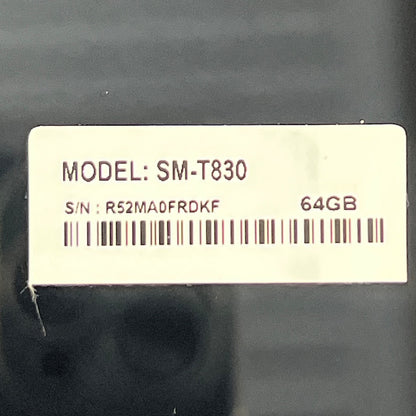 MODEL: SM-T830
S/N : R52MA0FRDKF 64GB